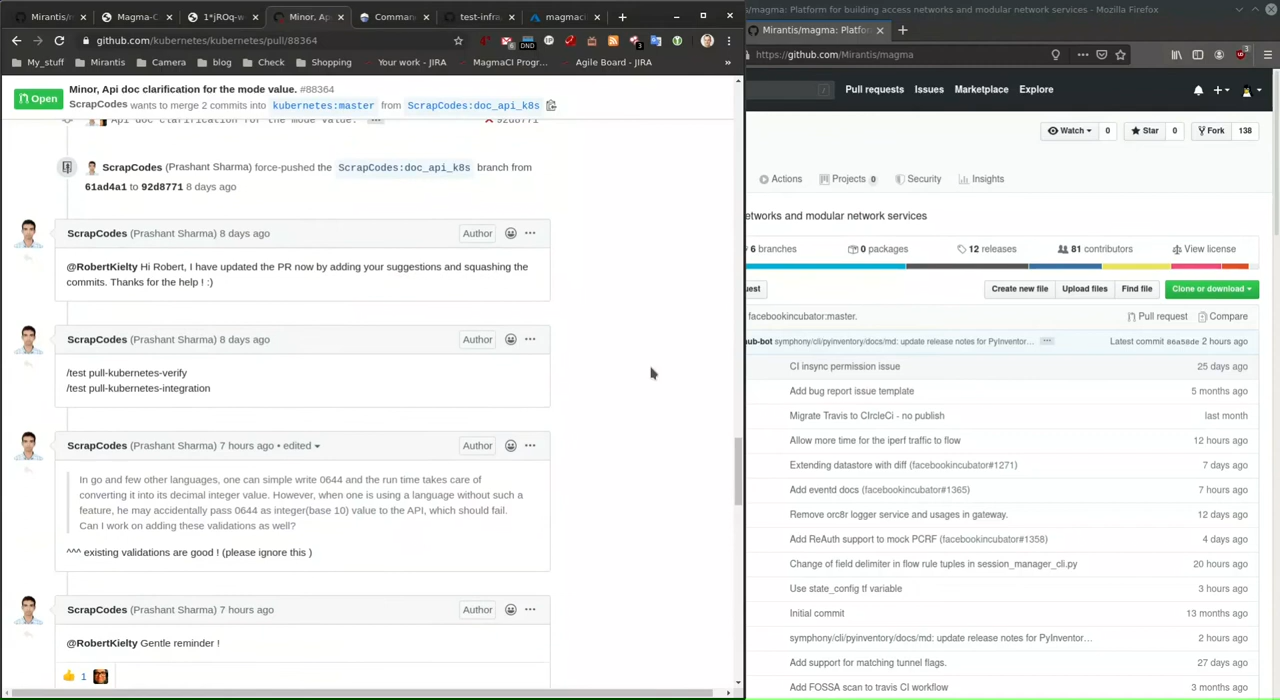 Mirantis/m
Magma-C
1*jROq-w
Minor, Ap
Comman
test-infra
magmaci
github.com/kubernetes/kubernetes/pull/88364
My_stuff
Mirantis
Camera
blog
Check
Shopping
Your work - JIRA
MagmaCI Progr...
Agile Board - JIRA
Open
Minor, Api doc clarification for the mode value. #88364
ScrapCodes wants to merge 2 commits into kubernetes:master from ScrapCodes:doc_api_k8s
Api doc clarification for the mode value. ... 92d8771
ScrapCodes (Prashant Sharma) force-pushed the ScrapCodes:doc_api_k8s branch from
61ad4a1 to 92d8771 8 days ago
ScrapCodes (Prashant Sharma) 8 days ago
Author
@RobertKielty Hi Robert, I have updated the PR now by adding your suggestions and squashing the
commits. Thanks for the help ! :)
ScrapCodes (Prashant Sharma) 8 days ago
Author
/test pull-kubernetes-verify
/test pull-kubernetes-integration
ScrapCodes (Prashant Sharma) 7 hours ago • edited
Author
In go and few other languages, one can simple write 0644 and the run time takes care of
converting it into its decimal integer value. However, when one is using a language without such a
feature, he may accidentally pass 0644 as integer(base 10) value to the API, which should fail.
Can I work on adding these validations as well?
^^^ existing validations are good ! (please ignore this )
ScrapCodes (Prashant Sharma) 7 hours ago
Author
@RobertKielty Gentle reminder !
1
magma: Platform for building access networks and modular network services - Mozilla Firefox
Mirantis/magma: Platfo
https://github.com/Mirantis/magma
Pull requests
Issues
Marketplace
Explore
Watch 0
Star 0
Fork 138
Actions
Projects 0
Security
Insights
etworks and modular network services
6 branches
0 packages
12 releases
81 contributors
View license
uest
Create new file
Upload files
Find file
Clone or download
facebookincubator:master.
Pull request
Compare
ub-bot symphony/cli/pyinventory/docs/md: update release notes for PyInventor... ...
Latest commit 86a58de 2 hours ago
CI insync permission issue 25 days ago
Add bug report issue template 5 months ago
Migrate Travis to CIrcleCi - no publish last month
Allow more time for the iperf traffic to flow 12 hours ago
Extending datastore with diff (facebookincubator#1271) 7 days ago
Add eventd docs (facebookincubator#1365) 7 hours ago
Remove orc8r logger service and usages in gateway. 12 days ago
Add ReAuth support to mock PCRF (facebookincubator#1358) 4 days ago
Change of field delimiter in flow rule tuples in session_manager_cli.py 20 hours ago
Use state_config tf variable 3 hours ago
Initial commit 13 months ago
symphony/cli/pyinventory/docs/md: update release notes for PyInventor... 2 hours ago
Add support for matching tunnel flags. 27 days ago
Add FOSSA scan to travis CI workflow 3 months ago